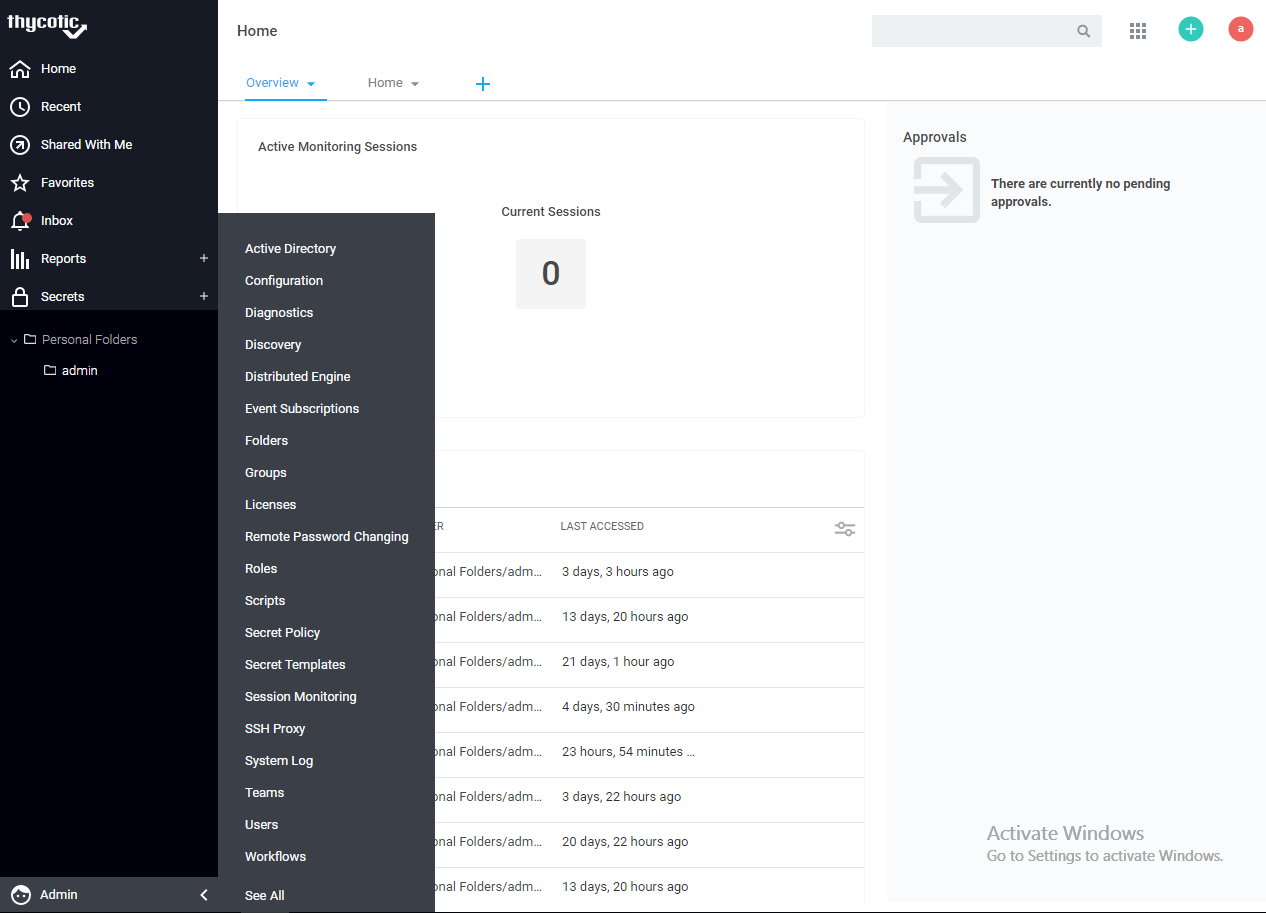 thycotic
Home
Recent
Shared With Me
Favorites
Inbox
Reports +
Secrets +
Personal Folders
admin
Admin
Home
a
Overview
Home
Active Monitoring Sessions
Current Sessions
0
Active Directory
Configuration
Diagnostics
Discovery
Distributed Engine
Event Subscriptions
Folders
Groups
Licenses
Remote Password Changing
Roles
Scripts
Secret Policy
Secret Templates
Session Monitoring
SSH Proxy
System Log
Teams
Users
Workflows
See All
ER LAST ACCESSED
onal Folders/adm... 3 days, 3 hours ago
onal Folders/adm... 13 days, 20 hours ago
onal Folders/adm... 21 days, 1 hour ago
onal Folders/adm... 4 days, 30 minutes ago
onal Folders/adm... 23 hours, 54 minutes ...
onal Folders/adm... 3 days, 22 hours ago
onal Folders/adm... 20 days, 22 hours ago
onal Folders/adm... 13 days, 20 hours ago
Approvals
There are currently no pending
approvals.
Activate Windows
Go to Settings to activate Windows.